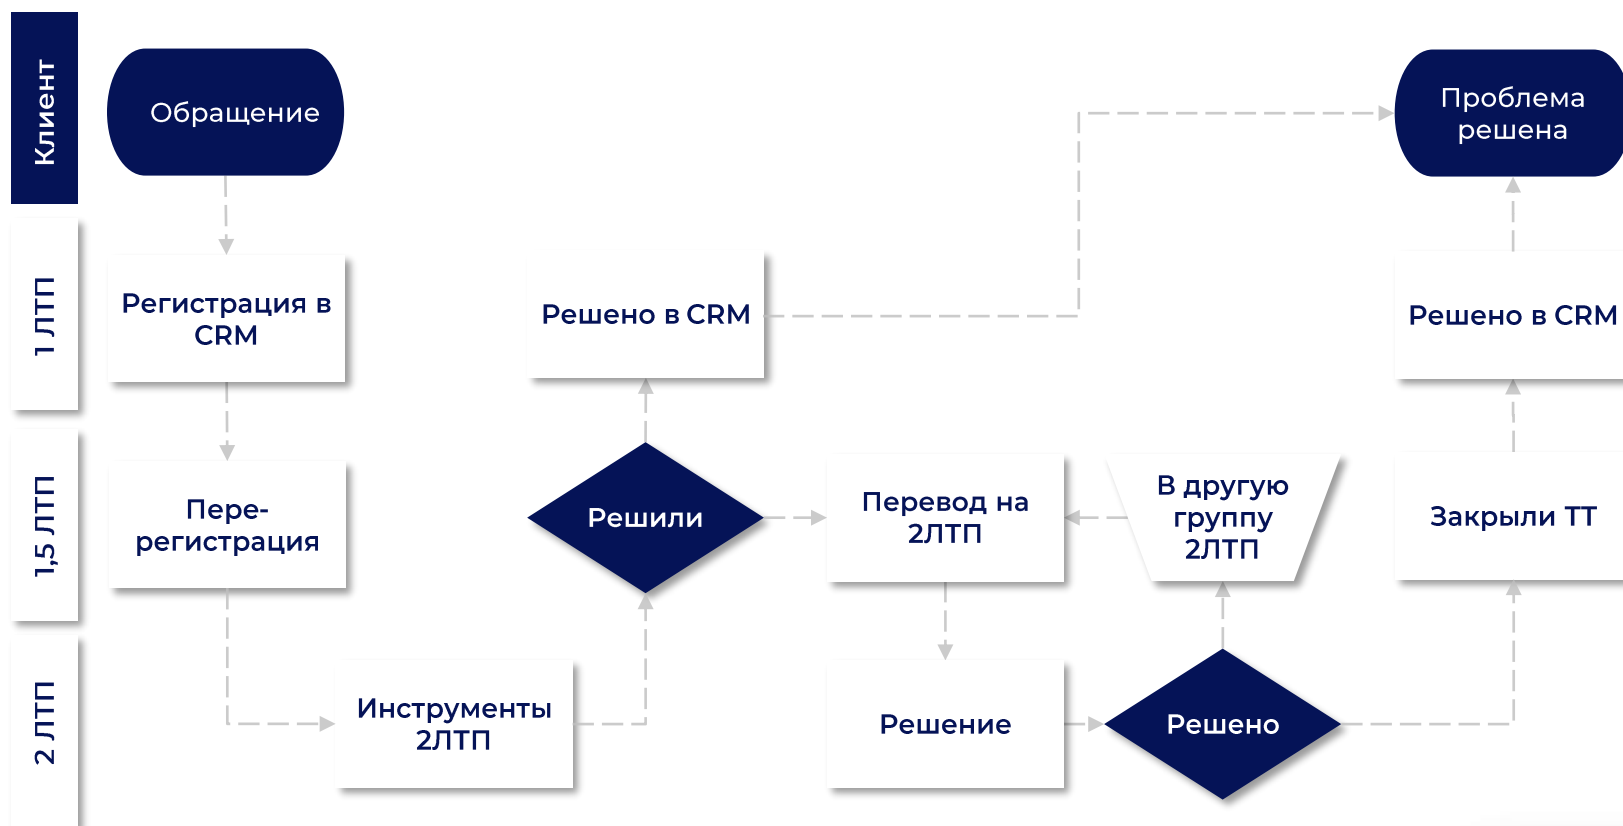 Клиент
Обращение
Проблема
решена
1 ЛТП
Регистрация в
CRM
Решено в CRM
Решено в CRM
1,5 ЛТП
Пере-
регистрация
Решили
Перевод на
2ЛТП
В другую
группу
2ЛТП
Закрыли ТТ
2 ЛТП
Инструменты
2ЛТП
Решение
Решено